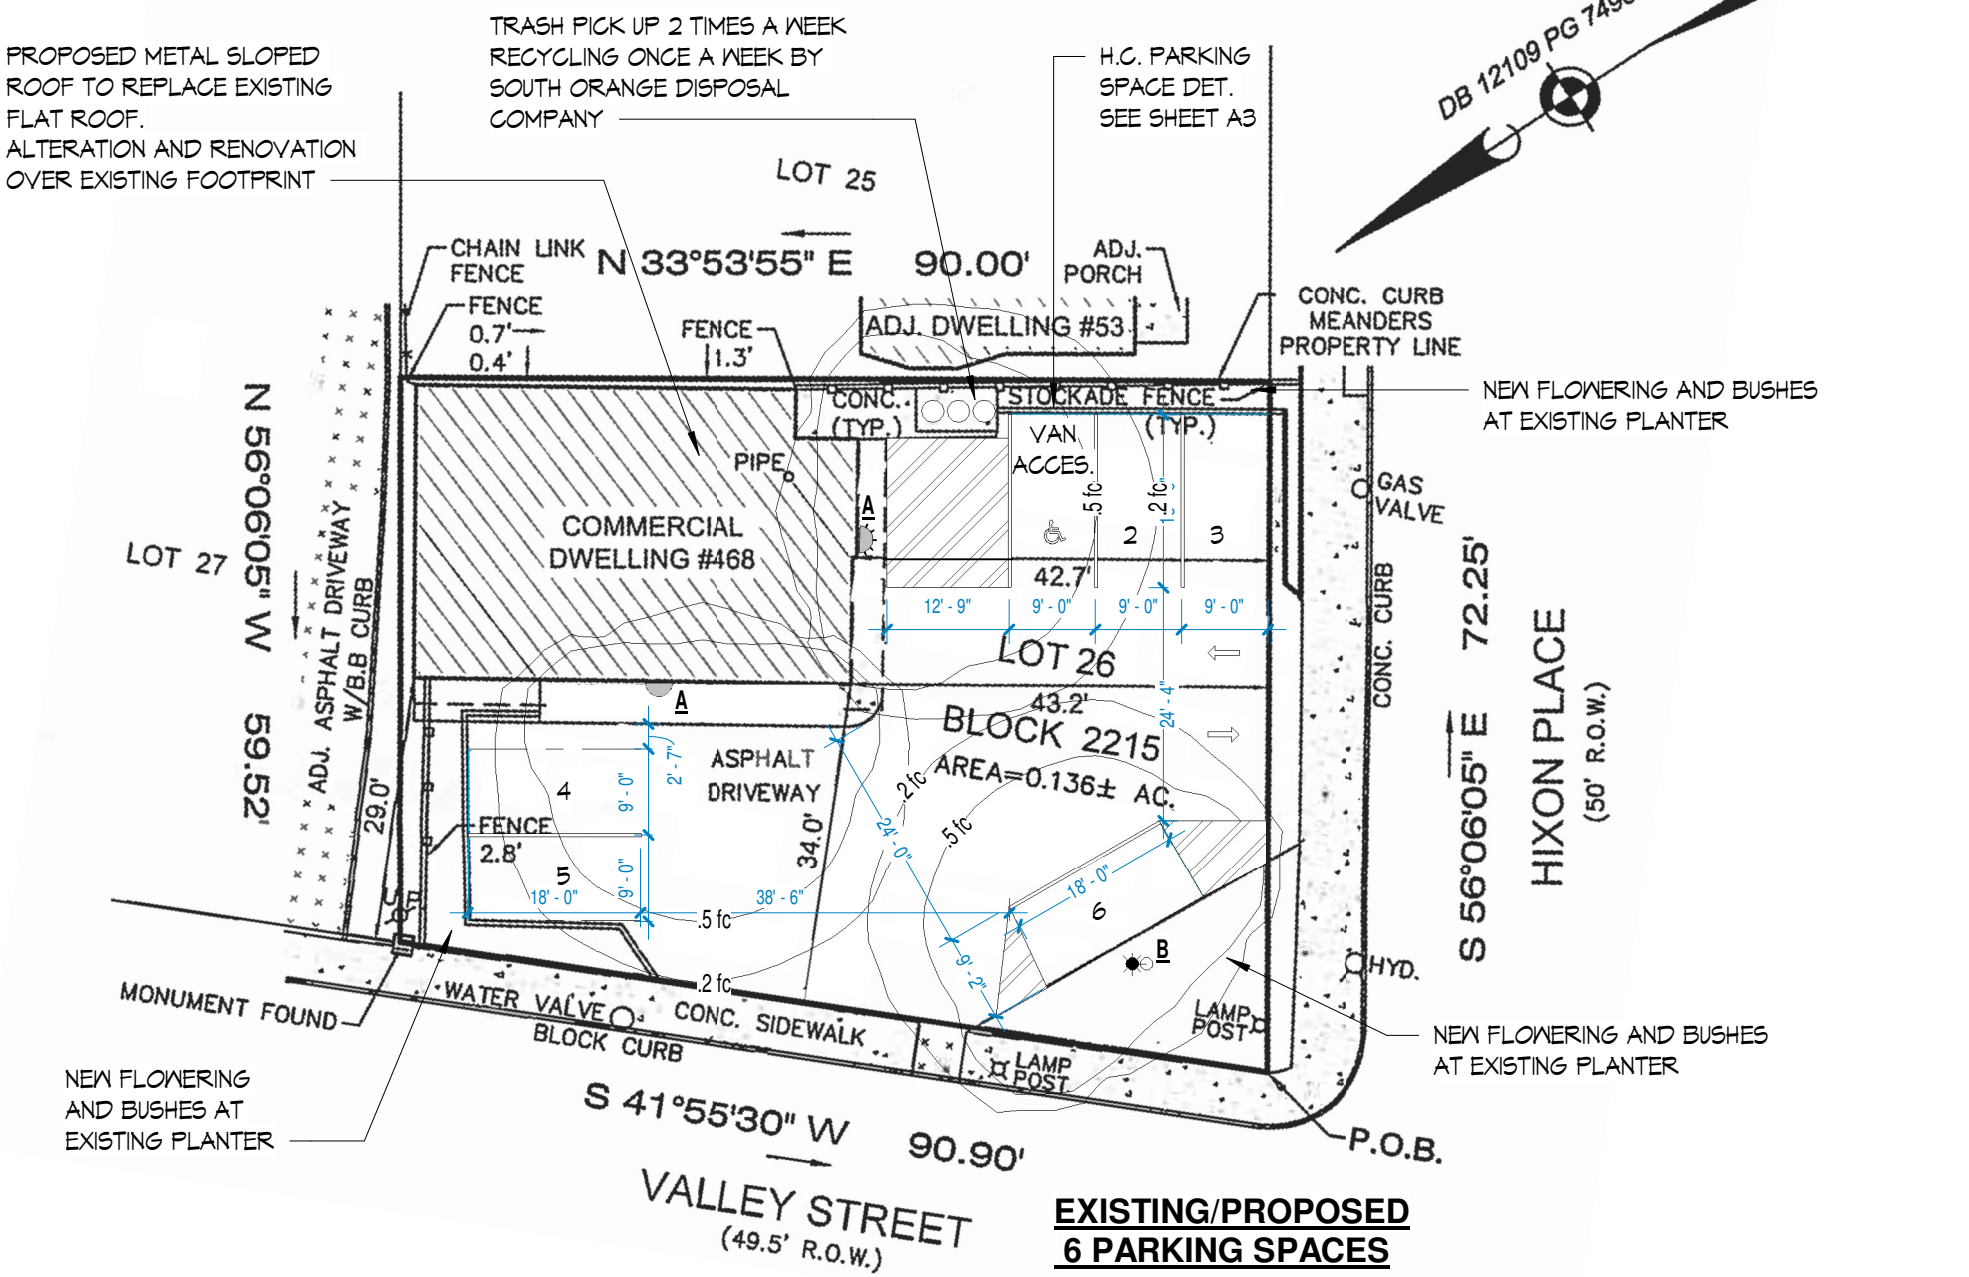 TRASH PICK UP 2 TIMES A WEEK
RECYCLING ONCE A WEEK BY
SOUTH ORANGE DISPOSAL
COMPANY
PROPOSED METAL SLOPED
ROOF TO REPLACE EXISTING
FLAT ROOF.
ALTERATION AND RENOVATION
OVER EXISTING FOOTPRINT
H.C. PARKING
SPACE DET.
SEE SHEET A3
DB 12109 PG
LOT 25
CHAIN LINK
FENCE
N 33°53'55" E 90.00'
ADJ.
PORCH
FENCE
0.7'
0.4'
FENCE
1.3'
ADJ. DWELLING #53
CONC. CURB
MEANDERS
PROPERTY LINE
NEW FLOWERING AND BUSHES
AT EXISTING PLANTER
CONC.
(TYP.)
STOCKADE FENCE
(TYP.)
VAN
ACCES.
PIPE
A
.5 fc
.2 fc
2
3
GAS
VALVE
COMMERCIAL
DWELLING #468
LOT 27
N 56°06'05" W 59.52'
ADJ. ASPHALT DRIVEWAY
W/B.B CURB
29.0'
42.7'
12' - 9"
9' - 0"
9' - 0"
9' - 0"
LOT 26
43.2'
24' - 4"
BLOCK 2215
AREA=0.136± AC.
CONC. CURB
S 56°06'05" E 72.25'
HIXON PLACE
(50' R.O.W.)
A
2' - 7"
9' - 0"
ASPHALT
DRIVEWAY
4
FENCE
2.8'
5
18' - 0"
9' - 0"
38' - 6"
34.0'
24' - 0"
.2 fc
.5 fc
18' - 0"
6
9' - 2"
B
.5 fc
.2 fc
U.P.
HYD.
LAMP
POST
MONUMENT FOUND
WATER VALVE
BLOCK CURB
CONC. SIDEWALK
LAMP
POST
NEW FLOWERING AND BUSHES
AT EXISTING PLANTER
NEW FLOWERING
AND BUSHES AT
EXISTING PLANTER
S 41°55'30" W 90.90'
P.O.B.
VALLEY STREET
(49.5' R.O.W.)
EXISTING/PROPOSED
6 PARKING SPACES